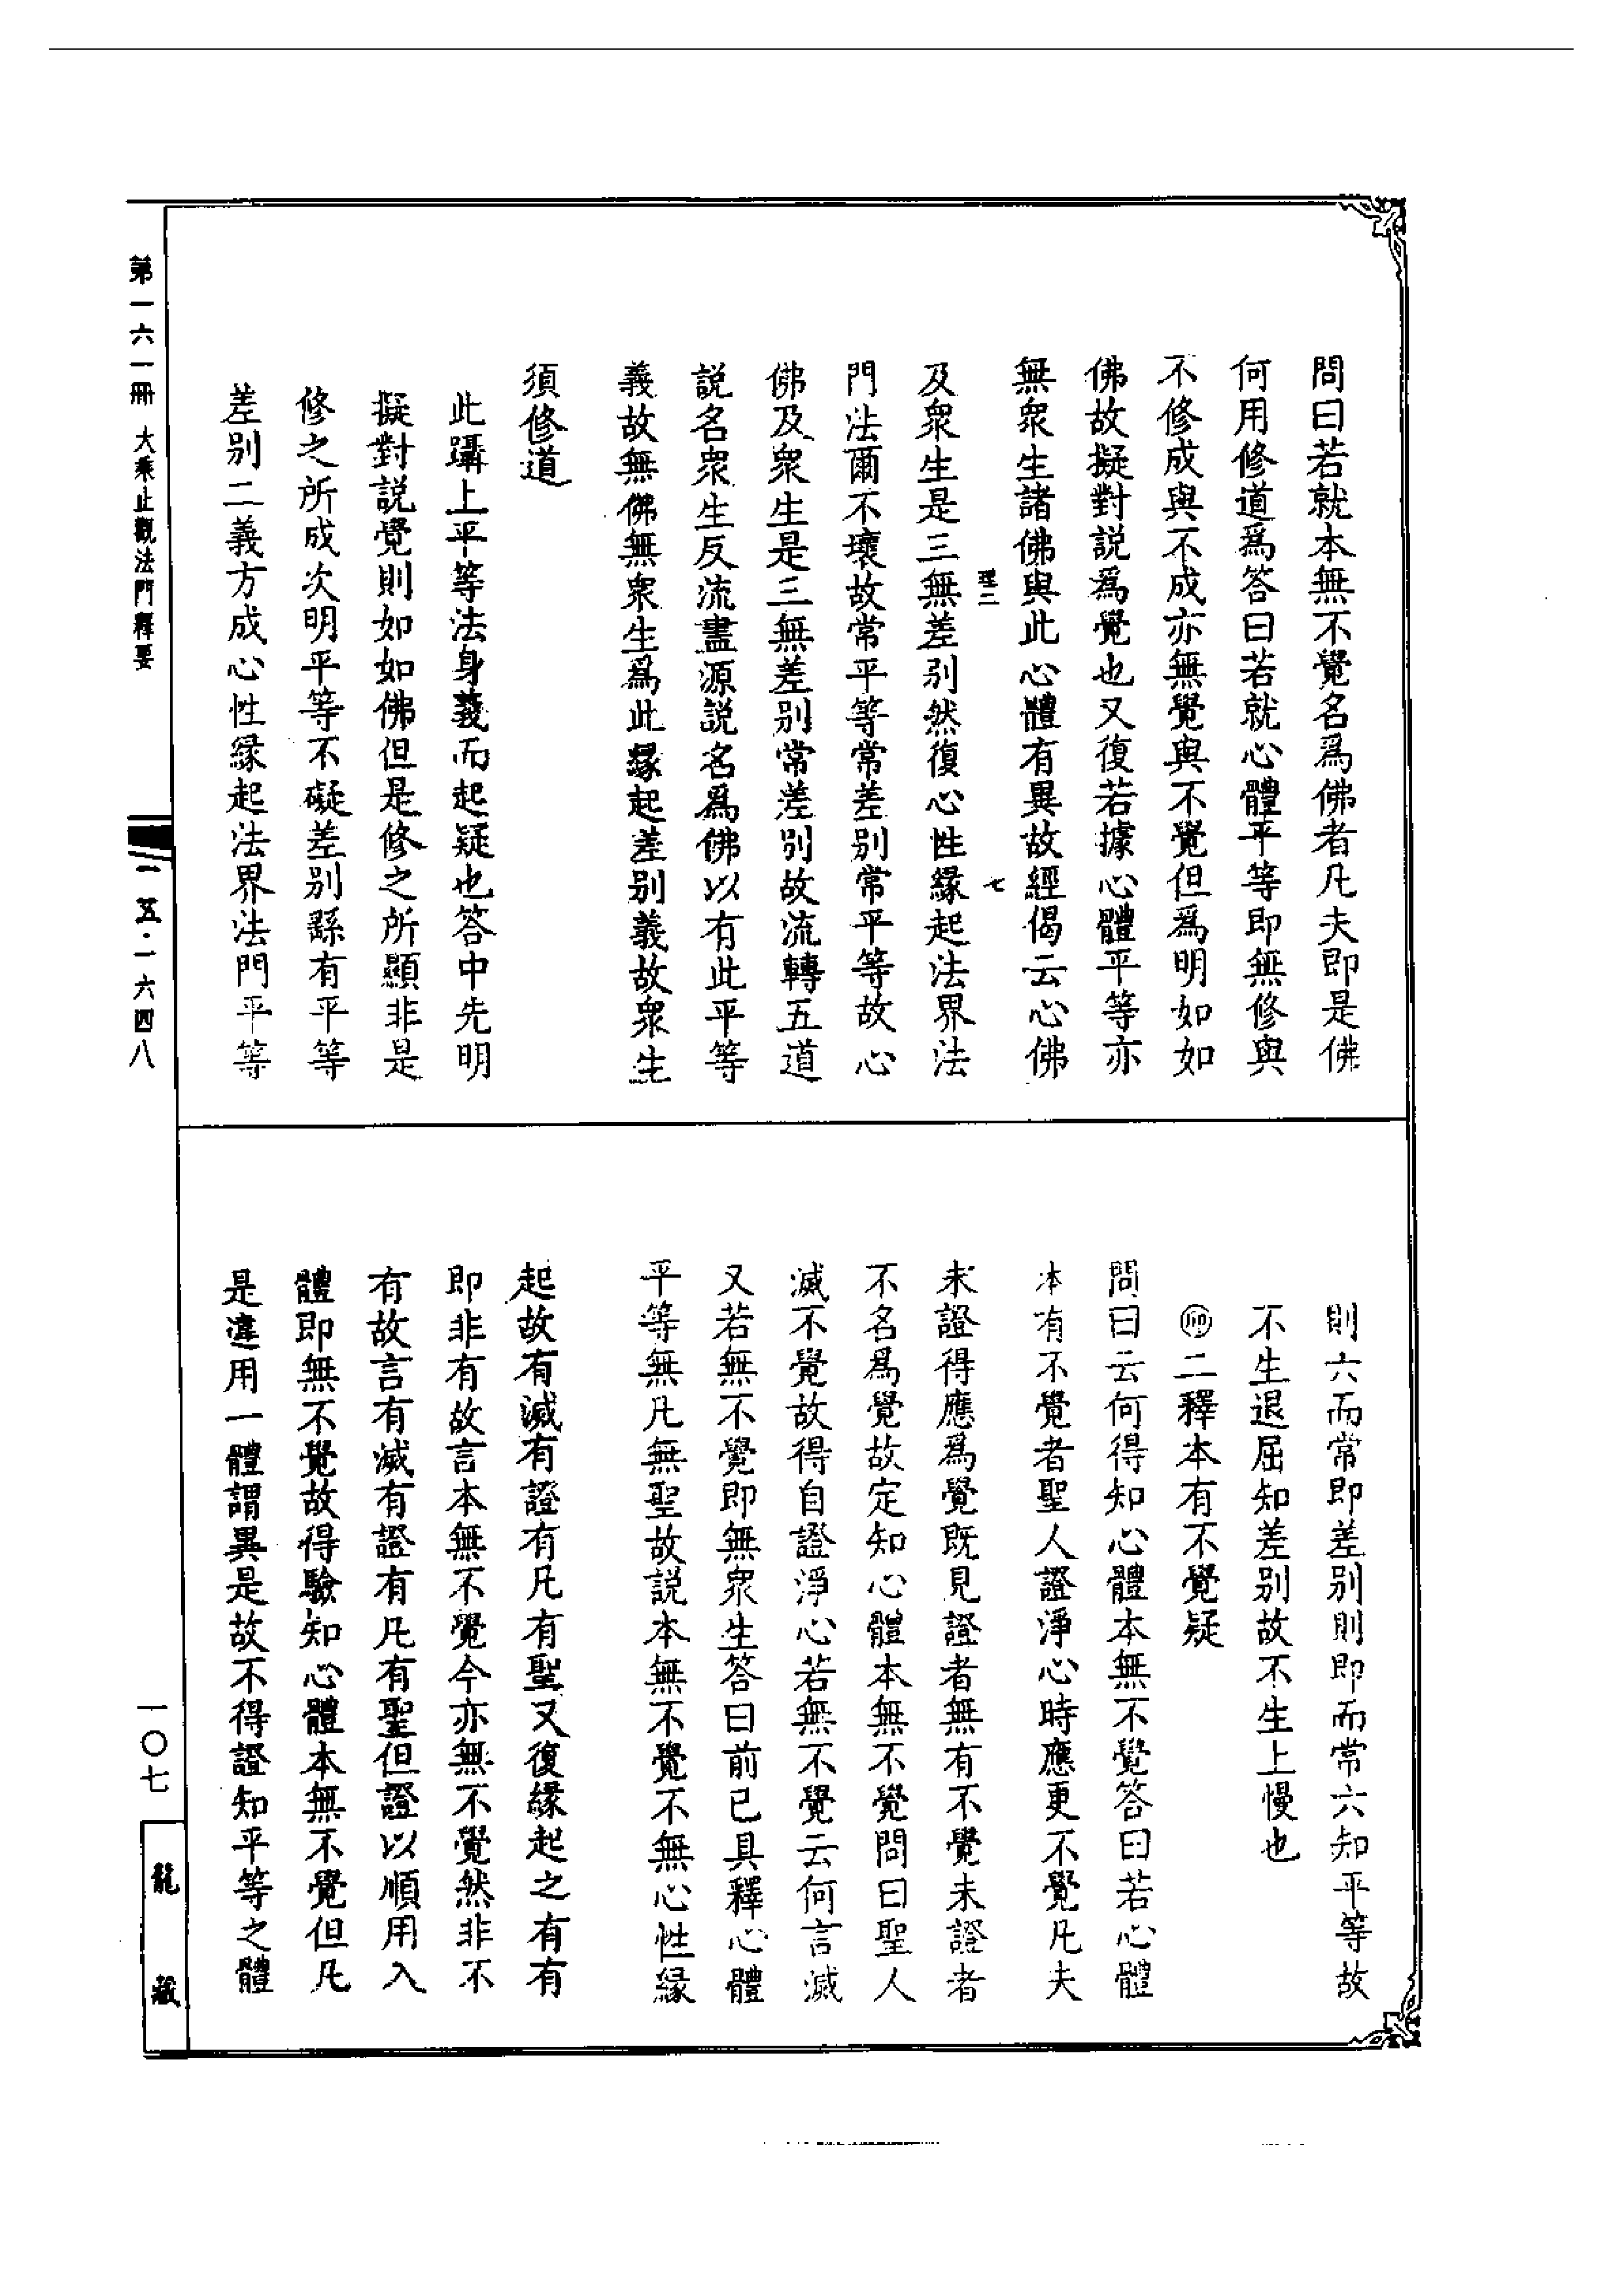 問曰若就本無不覺名爲佛者凡夫即是佛
何用修道爲答曰若就心體平等即無修與
不修成與不成亦無覺與不覺但爲明如如
佛故擬對説爲覺也又復若據心體平等亦
無衆生諸佛與此心體有異故經偈云心佛
理二
七
及衆生是三無差别然復心性緣起法界法
門法爾不壞故常平等常差别常平等故心
佛及衆生是三無差别常差别故流轉五道
説名衆生反流盡源説名爲佛以有此平等
義故無佛無衆生爲此緣起差别義故衆生
須修道
此躡上平等法身義而起疑也答中先明
擬對説覺則如如佛但是修之所顯非是
修之所成次明平等不礙差别繇有平等
差别二義方成心性緣起法界法門平等
則六而常即差别則即而常六知平等故
不生退屈知差别故不生上慢也
㊞二釋本有不覺疑
問曰云何得知心體本無不覺答曰若心體
本有不覺者聖人證淨心時應更不覺凡夫
未證得應爲覺既見證者無有不覺未證者
不名爲覺故定知心體本無不覺問曰聖人
滅不覺故得自證淨心若無不覺云何言滅
又若無不覺即無衆生答曰前已具釋心體
平等無凡無聖故説本無不覺不無心性緣
起故有滅有證有凡有聖又復緣起之有有
即非有故言本無不覺今亦無不覺然非不
有故言有滅有證有凡有聖但證以順用入
體即無不覺故得驗知心體本無不覺但凡
是違用一體謂異是故不得證知平等之體
第一六一冊 大乘止觀法門釋要
一五·一六四八
一〇七
龍藏